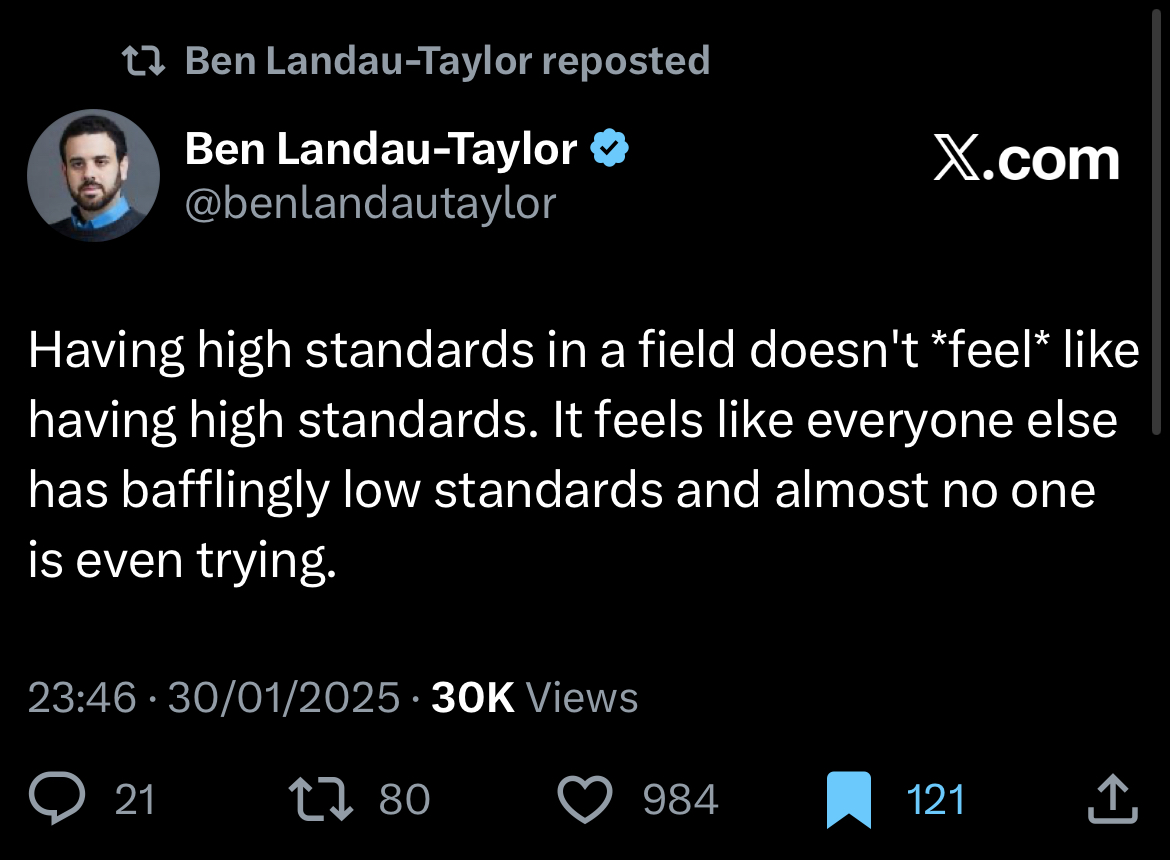 Ben Landau-Taylor reposted
Ben Landau-Taylor
𝕏.com
@benlandautaylor
Having high standards in a field doesn't *feel* like
having high standards. It feels like everyone else
has bafflingly low standards and almost no one
is even trying.
23:46 · 30/01/2025 · 30K Views
21 80 984 121